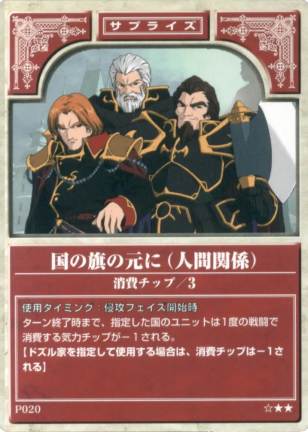 サプライズ
国の旗の元に（人間関係）
消費チップ／3
使用タイミング：侵攻フェイズ開始時
ターン終了時まで、指定した国のユニットは1度の戦闘で
消費する気力チップが－1される。
【ドズル家を指定して使用する場合は、消費チップは－1さ
れる】
P020
☆★★